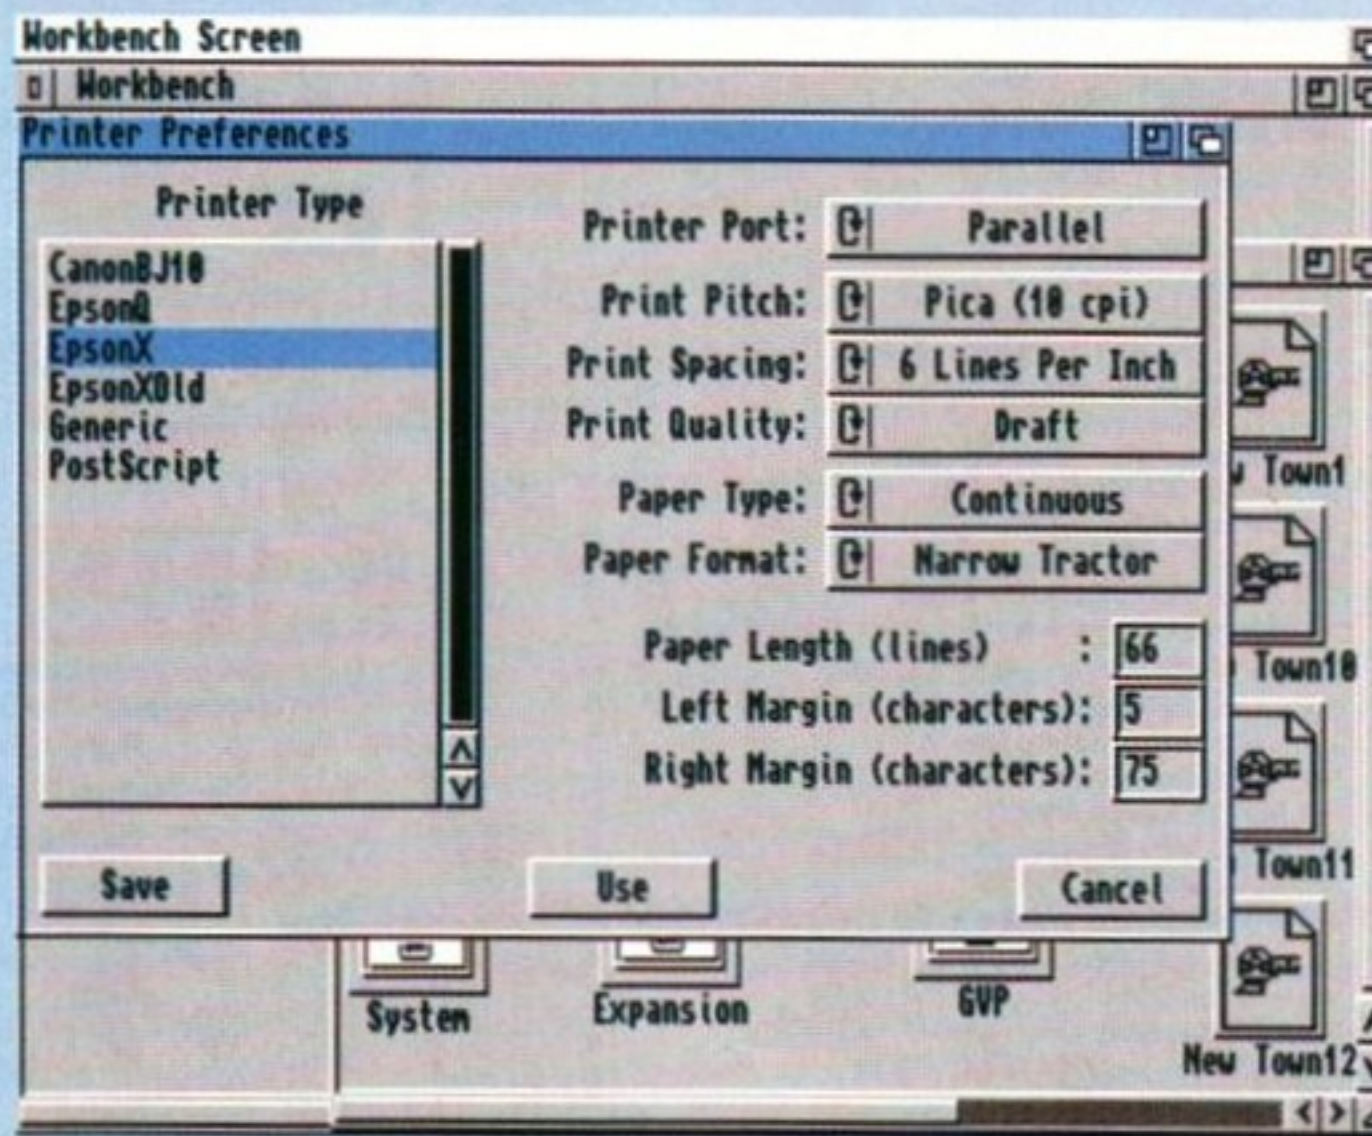 Workbench Screen
Workbench
Printer Preferences
Printer Type
CanonBJ10
EpsonQ
EpsonX
EpsonXOld
Generic
PostScript
Printer Port: Parallel
Print Pitch: Pica (10 cpi)
Print Spacing: 6 Lines Per Inch
Print Quality: Draft
Paper Type: Continuous
Paper Format: Narrow Tractor
Paper Length (lines) : 66
Left Margin (characters): 5
Right Margin (characters): 75
Save
Use
Cancel
w Town1
Town10
Town11
New Town12
System
Expansion
GVP